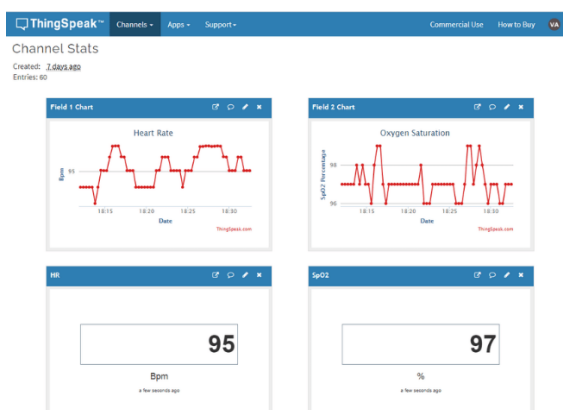 ThingSpeak™ Channels Apps Support Commercial Use How to Buy VA
Channel Stats
Created: 7 days ago
Entries: 60
Field 1 Chart
Heart Rate
Bpm
95
18:15 18:20 18:25 18:30
Date
ThingSpeak.com
Field 2 Chart
Oxygen Saturation
SpO2 Percentage
98
96
18:15 18:20 18:25 18:30
Date
ThingSpeak.com
HR
95
Bpm
a few seconds ago
SpO2
97
%
a few seconds ago